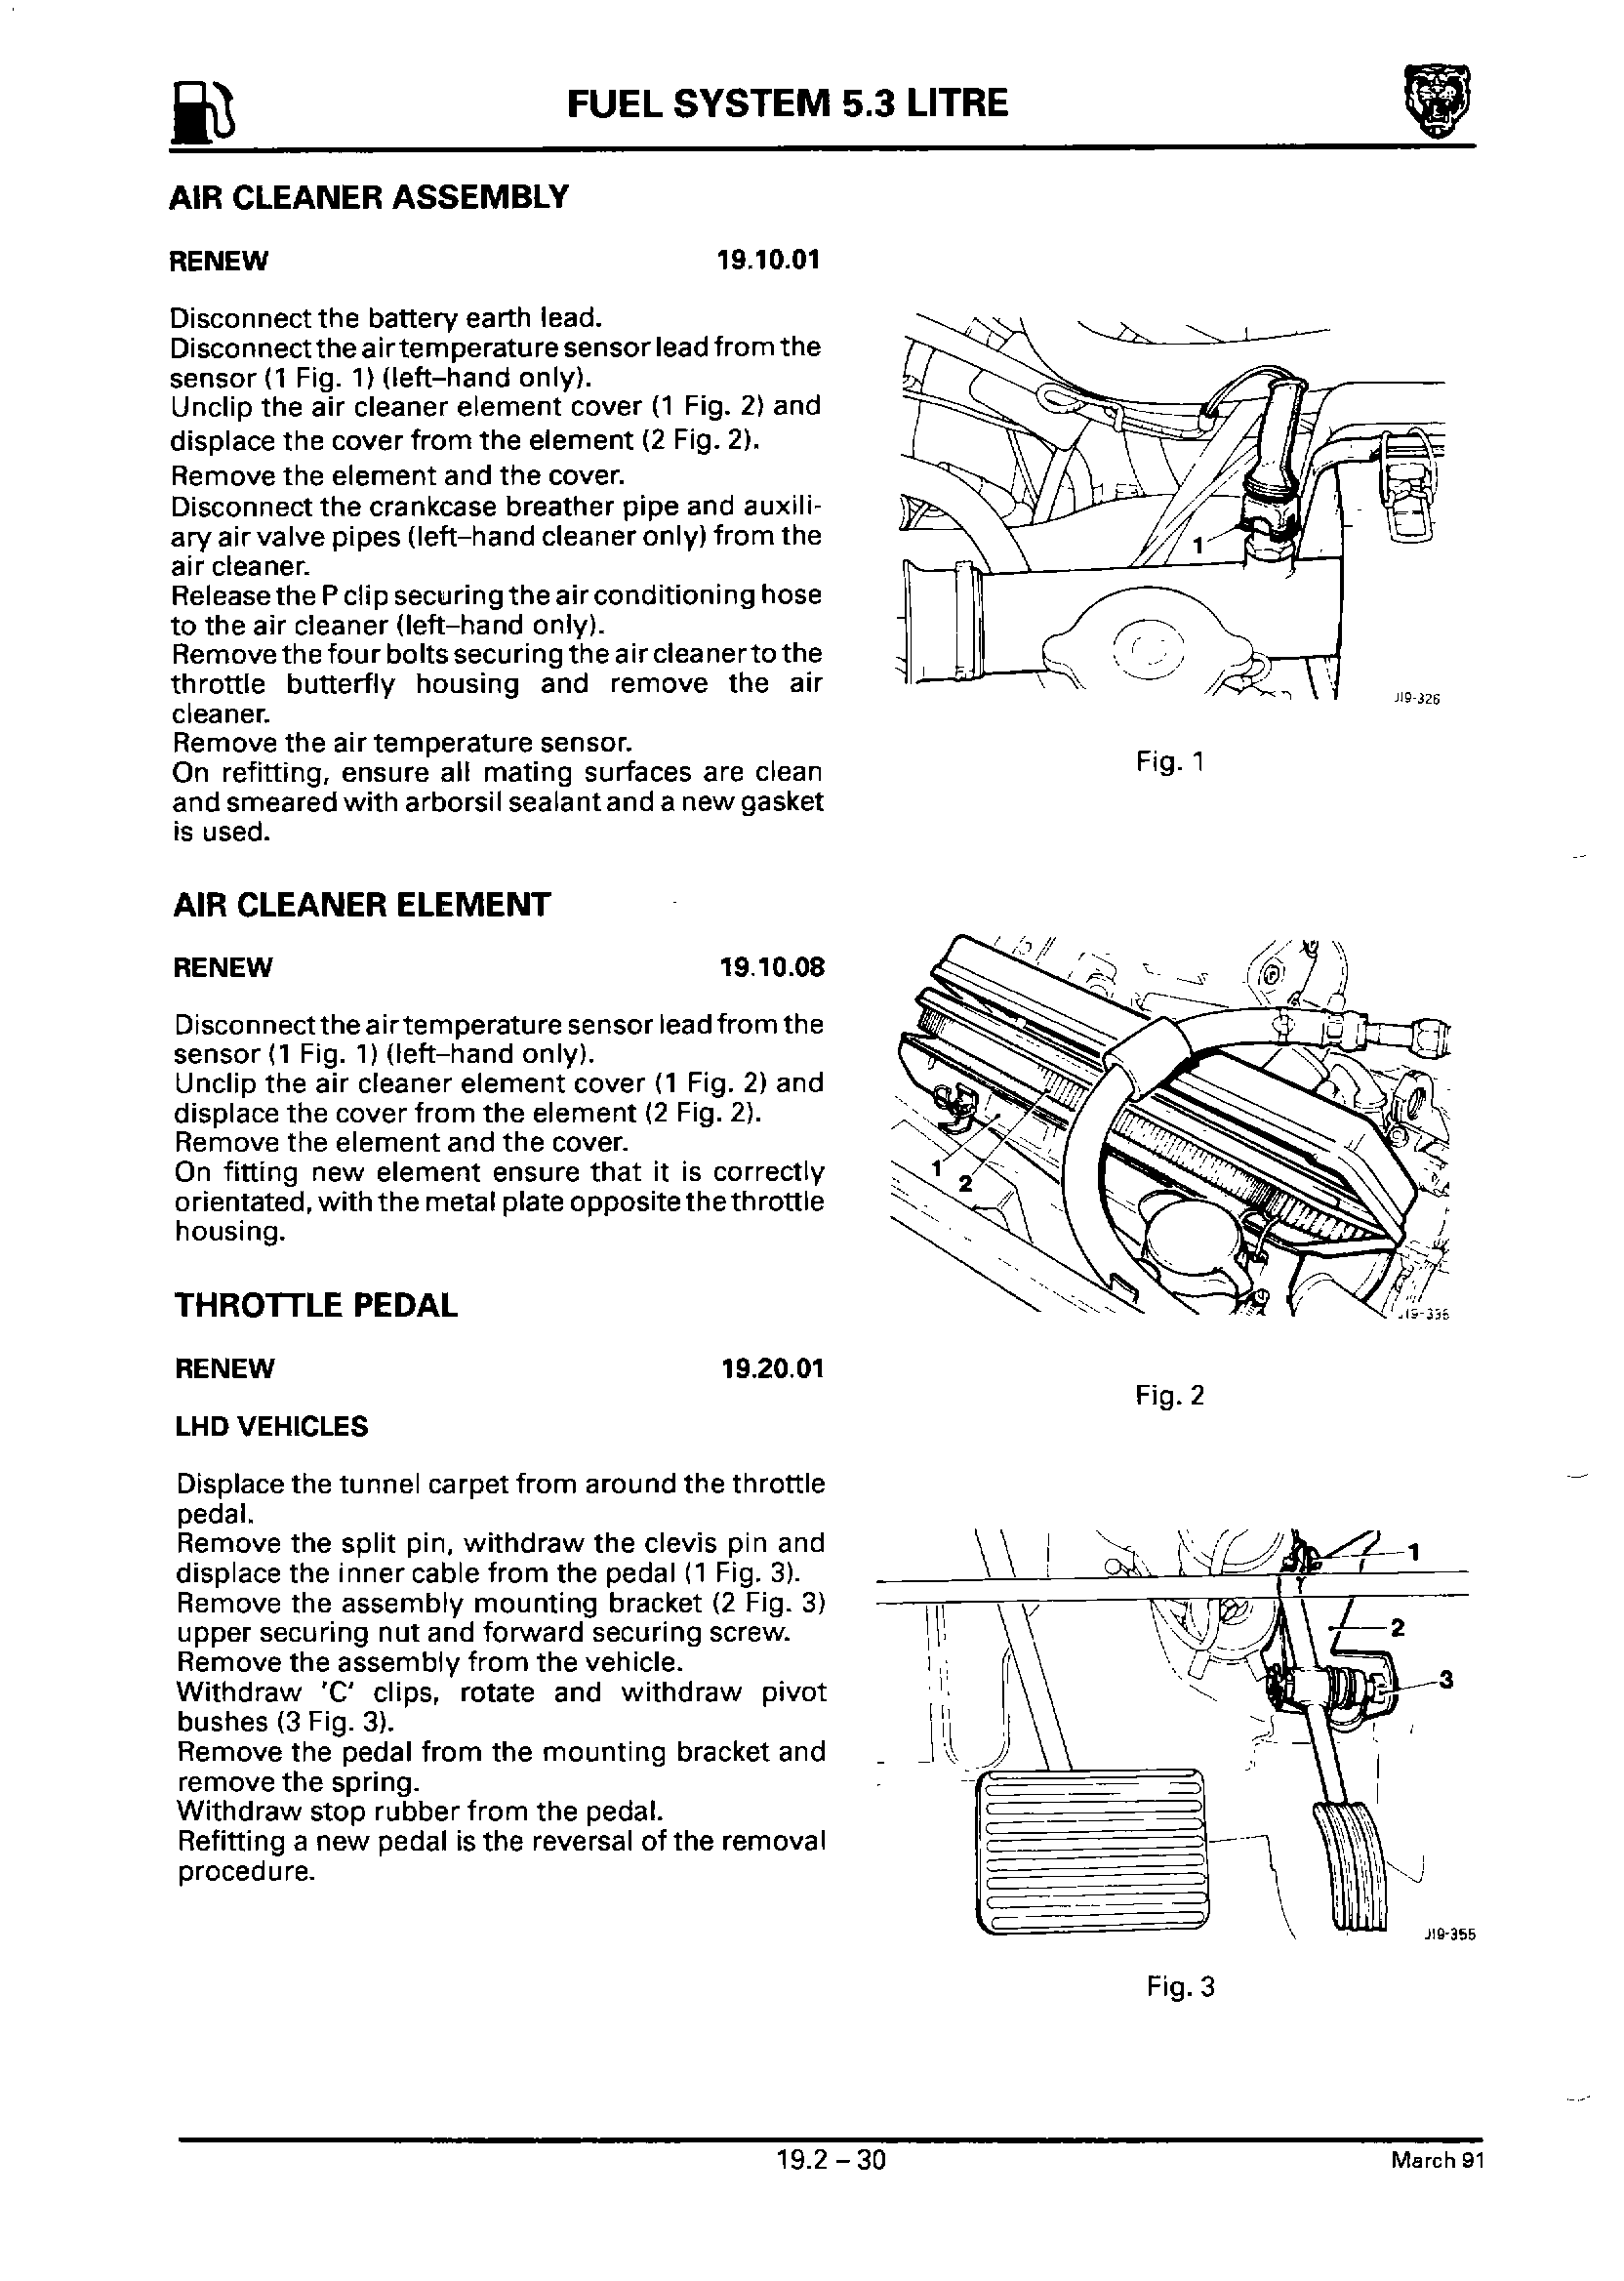 FUEL SYSTEM 5.3 LITRE
AIR CLEANER ASSEMBLY
RENEW 19.10.01
Disconnect the battery earth lead.
Disconnect the air temperature sensor lead from the
sensor (1 Fig. 1) (left–hand only).
Unclip the air cleaner element cover (1 Fig. 2) and
displace the cover from the element (2 Fig. 2).
Remove the element and the cover.
Disconnect the crankcase breather pipe and auxili-
ary air valve pipes (left–hand cleaner only) from the
air cleaner.
Release the P clip securing the air conditioning hose
to the air cleaner (left–hand only).
Remove the four bolts securing the air cleaner to the
throttle butterfly housing and remove the air
cleaner.
Remove the air temperature sensor.
On refitting, ensure all mating surfaces are clean
and smeared with arborsil sealant and a new gasket
is used.
1
J19-326
Fig. 1
AIR CLEANER ELEMENT
RENEW 19.10.08
Disconnect the air temperature sensor lead from the
sensor (1 Fig. 1) (left–hand only).
Unclip the air cleaner element cover (1 Fig. 2) and
displace the cover from the element (2 Fig. 2).
Remove the element and the cover.
On fitting new element ensure that it is correctly
orientated, with the metal plate opposite the throttle
housing.
1
2
Fig. 2
THROTTLE PEDAL
RENEW 19.20.01
LHD VEHICLES
Displace the tunnel carpet from around the throttle
pedal.
Remove the split pin, withdraw the clevis pin and
displace the inner cable from the pedal (1 Fig. 3).
Remove the assembly mounting bracket (2 Fig. 3)
upper securing nut and forward securing screw.
Remove the assembly from the vehicle.
Withdraw 'C' clips, rotate and withdraw pivot
bushes (3 Fig. 3).
Remove the pedal from the mounting bracket and
remove the spring.
Withdraw stop rubber from the pedal.
Refitting a new pedal is the reversal of the removal
procedure.
1
2
3
J19-355
Fig. 3
19.2 – 30
March 91